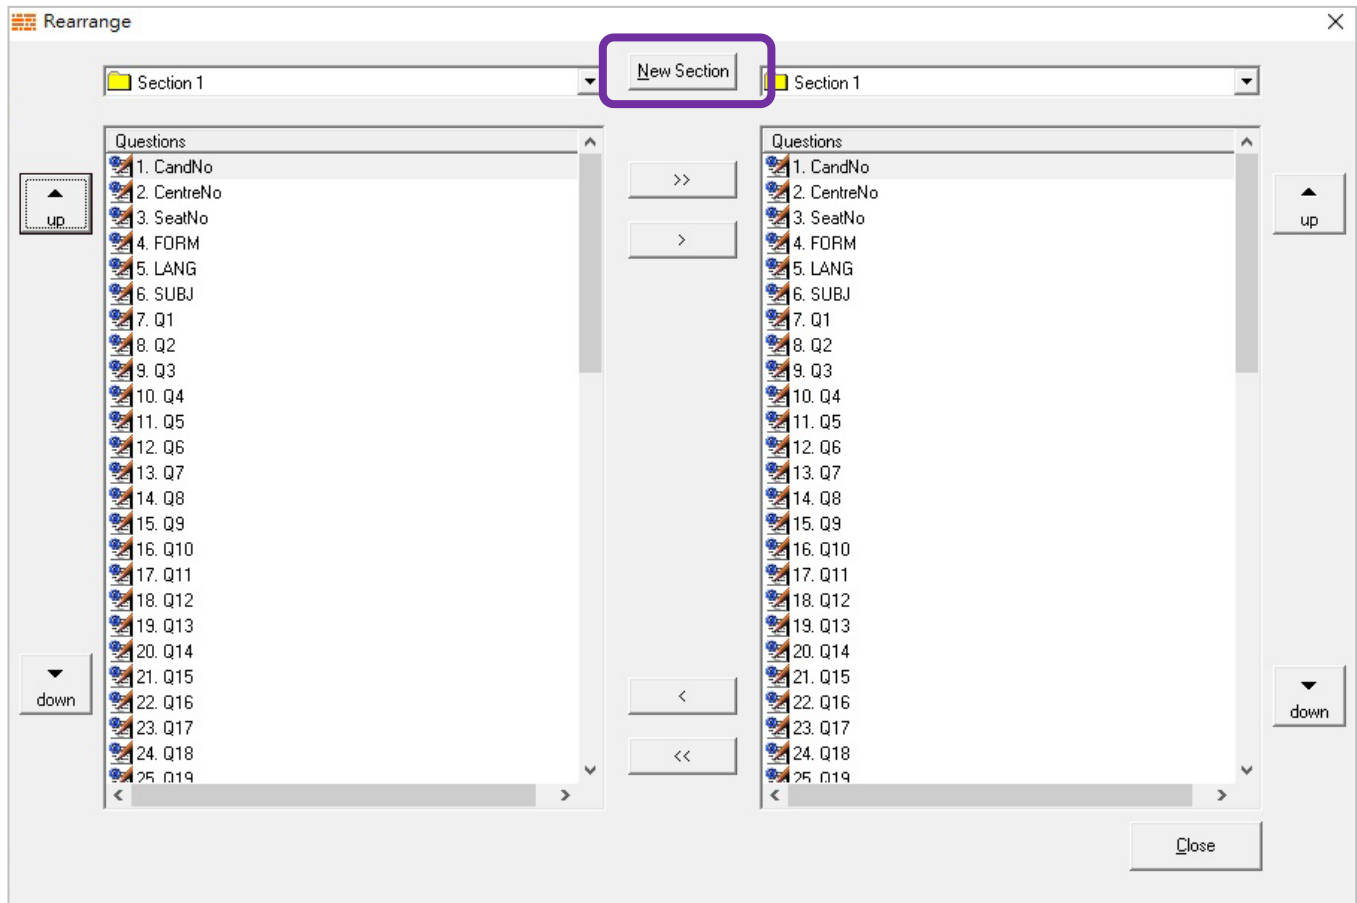 Rearrange
New Section
Section 1
Section 1
Questions
1. CandNo
2. CentreNo
3. SeatNo
4. FORM
5. LANG
6. SUBJ
7. Q1
8. Q2
9. Q3
10. Q4
11. Q5
12. Q6
13. Q7
14. Q8
15. Q9
16. Q10
17. Q11
18. Q12
19. Q13
20. Q14
21. Q15
22. Q16
23. Q17
24. Q18
25. Q19
up
down
>>
>
<
<<
Questions
1. CandNo
2. CentreNo
3. SeatNo
4. FORM
5. LANG
6. SUBJ
7. Q1
8. Q2
9. Q3
10. Q4
11. Q5
12. Q6
13. Q7
14. Q8
15. Q9
16. Q10
17. Q11
18. Q12
19. Q13
20. Q14
21. Q15
22. Q16
23. Q17
24. Q18
25. Q19
up
down
Close